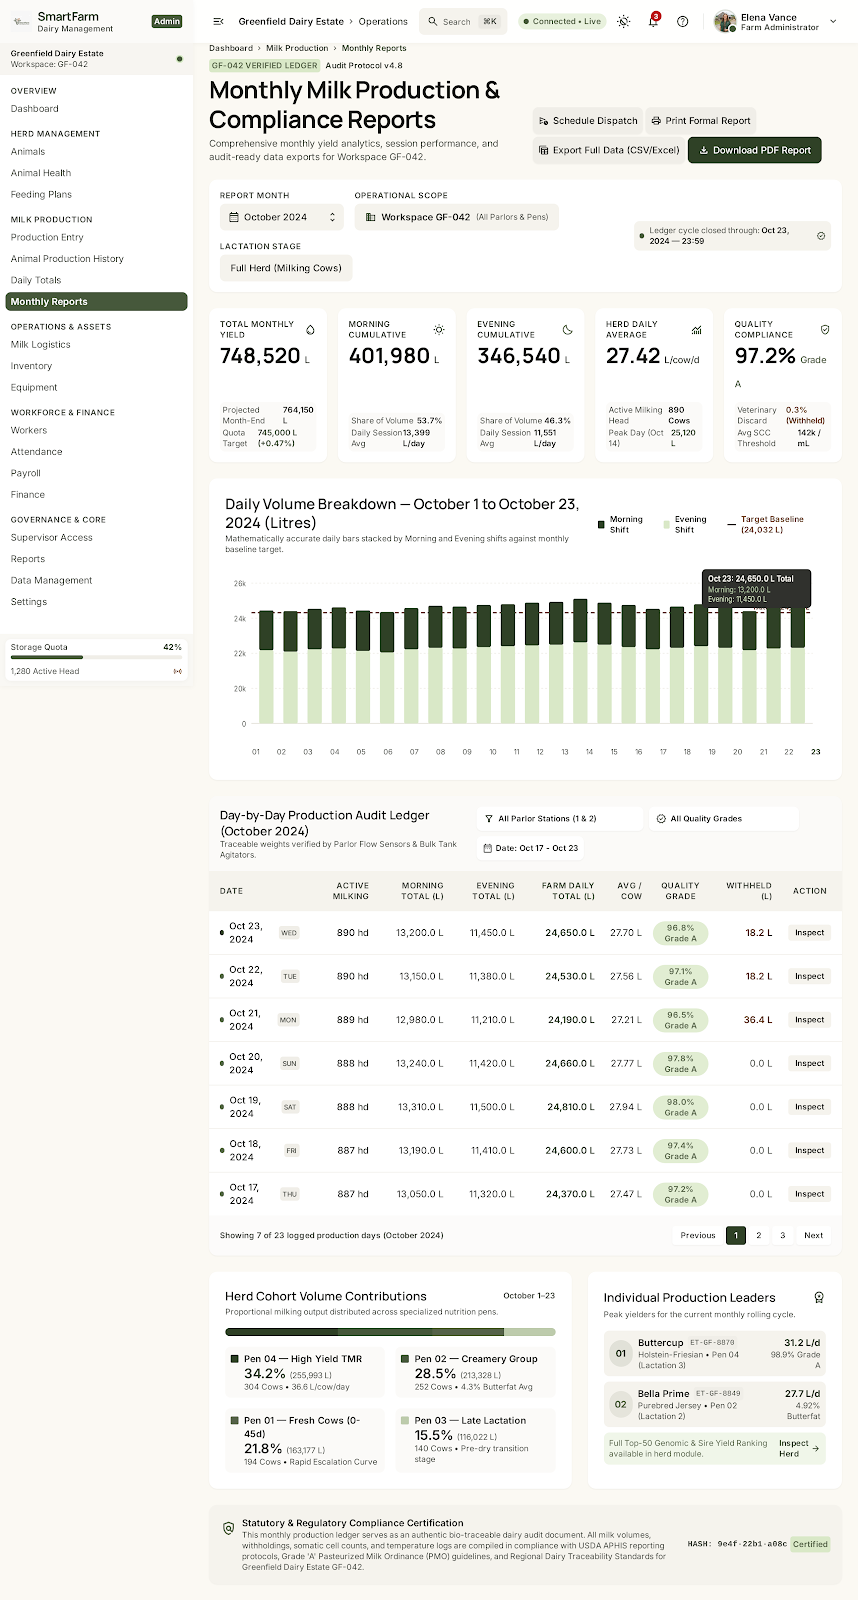 SmartFarm
Dairy Management
Admin
Greenfield Dairy Estate
Workspace: GF-042
OVERVIEW
Dashboard
HERD MANAGEMENT
Animals
Animal Health
Feeding Plans
MILK PRODUCTION
Production Entry
Animal Production History
Daily Totals
Monthly Reports
OPERATIONS & ASSETS
Milk Logistics
Inventory
Equipment
WORKFORCE & FINANCE
Workers
Attendance
Payroll
Finance
GOVERNANCE & CORE
Supervisor Access
Reports
Data Management
Settings
Storage Quota 42%
1,280 Active Head
Greenfield Dairy Estate › Operations
Search ⌘K
Connected • Live
3
Elena Vance
Farm Administrator
Dashboard › Milk Production › Monthly Reports
GF-042 VERIFIED LEDGER Audit Protocol v4.8
Monthly Milk Production &
Compliance Reports
Comprehensive monthly yield analytics, session performance, and
audit-ready data exports for Workspace GF-042.
Schedule Dispatch
Print Formal Report
Export Full Data (CSV/Excel)
Download PDF Report
REPORT MONTH
October 2024
OPERATIONAL SCOPE
Workspace GF-042 (All Parlors & Pens)
LACTATION STAGE
Full Herd (Milking Cows)
Ledger cycle closed through: Oct 23,
2024 — 23:59
TOTAL MONTHLY
YIELD
748,520 L
Projected
Month-End
764,150
L
Quota
Target
745,000 L
(+0.47%)
MORNING
CUMULATIVE
401,980 L
Share of Volume 53.7%
Daily Session
Avg
13,399
L/day
EVENING
CUMULATIVE
346,540 L
Share of Volume 46.3%
Daily Session
Avg
11,551
L/day
HERD DAILY
AVERAGE
27.42 L/cow/d
Active Milking
Head
890
Cows
Peak Day (Oct
14)
25,120
L
QUALITY
COMPLIANCE
97.2% Grade
A
Veterinary
Discard
0.3%
(Withheld)
Avg SCC
Threshold
142k /
mL
Daily Volume Breakdown — October 1 to October 23,
2024 (Litres)
Mathematically accurate daily bars stacked by Morning and Evening shifts against monthly
baseline target.
Morning
Shift
Evening
Shift
Target Baseline
(24,032 L)
26k
24k
22k
20k
0
Oct 23: 24,650.0 L Total
Morning: 13,200.0 L
Evening: 11,450.0 L
01 02 03 04 05 06 07 08 09 10 11 12 13 14 15 16 17 18 19 20 21 22 23
Day-by-Day Production Audit Ledger
(October 2024)
Traceable weights verified by Parlor Flow Sensors & Bulk Tank
Agitators.
All Parlor Stations (1 & 2)
All Quality Grades
Date: Oct 17 - Oct 23
DATE
ACTIVE
MILKING
MORNING
TOTAL (L)
EVENING
TOTAL (L)
FARM DAILY
TOTAL (L)
AVG /
COW
QUALITY
GRADE
WITHHELD
(L)
ACTION
Oct 23,
2024
WED 890 hd 13,200.0 L 11,450.0 L 24,650.0 L 27.70 L
96.8%
Grade A
18.2 L Inspect
Oct 22,
2024
TUE 890 hd 13,150.0 L 11,380.0 L 24,530.0 L 27.56 L
97.1%
Grade A
18.2 L Inspect
Oct 21,
2024
MON 889 hd 12,980.0 L 11,210.0 L 24,190.0 L 27.21 L
96.5%
Grade A
36.4 L Inspect
Oct 20,
2024
SUN 888 hd 13,240.0 L 11,420.0 L 24,660.0 L 27.77 L
97.8%
Grade A
0.0 L Inspect
Oct 19,
2024
SAT 888 hd 13,310.0 L 11,500.0 L 24,810.0 L 27.94 L
98.0%
Grade A
0.0 L Inspect
Oct 18,
2024
FRI 887 hd 13,190.0 L 11,410.0 L 24,600.0 L 27.73 L
97.4%
Grade A
0.0 L Inspect
Oct 17,
2024
THU 887 hd 13,050.0 L 11,320.0 L 24,370.0 L 27.47 L
97.2%
Grade A
0.0 L Inspect
Showing 7 of 23 logged production days (October 2024)
Previous 1 2 3 Next
Herd Cohort Volume Contributions October 1–23
Proportional milking output distributed across specialized nutrition pens.
Pen 04 — High Yield TMR
34.2% (255,993 L)
304 Cows • 36.6 L/cow/day
Pen 02 — Creamery Group
28.5% (213,328 L)
252 Cows • 4.3% Butterfat Avg
Pen 01 — Fresh Cows (0-
45d)
21.8% (163,177 L)
194 Cows • Rapid Escalation Curve
Pen 03 — Late Lactation
15.5% (116,022 L)
140 Cows • Pre-dry transition
stage
Individual Production Leaders
Peak yielders for the current monthly rolling cycle.
01
Buttercup ET-GF-8870
Holstein-Friesian • Pen 04
(Lactation 3)
31.2 L/d
98.9% Grade
A
02
Bella Prime ET-GF-8849
Purebred Jersey • Pen 02
(Lactation 2)
27.7 L/d
4.92%
Butterfat
Full Top-50 Genomic & Sire Yield Ranking
available in herd module.
Inspect
Herd →
Statutory & Regulatory Compliance Certification
This monthly production ledger serves as an authentic bio-traceable dairy audit document. All milk volumes,
withholdings, somatic cell counts, and temperature logs are compiled in compliance with USDA APHIS reporting
protocols, Grade 'A' Pasteurized Milk Ordinance (PMO) guidelines, and Regional Dairy Traceability Standards for
Greenfield Dairy Estate GF-042.
HASH: 9e4f-22b1-a08c Certified